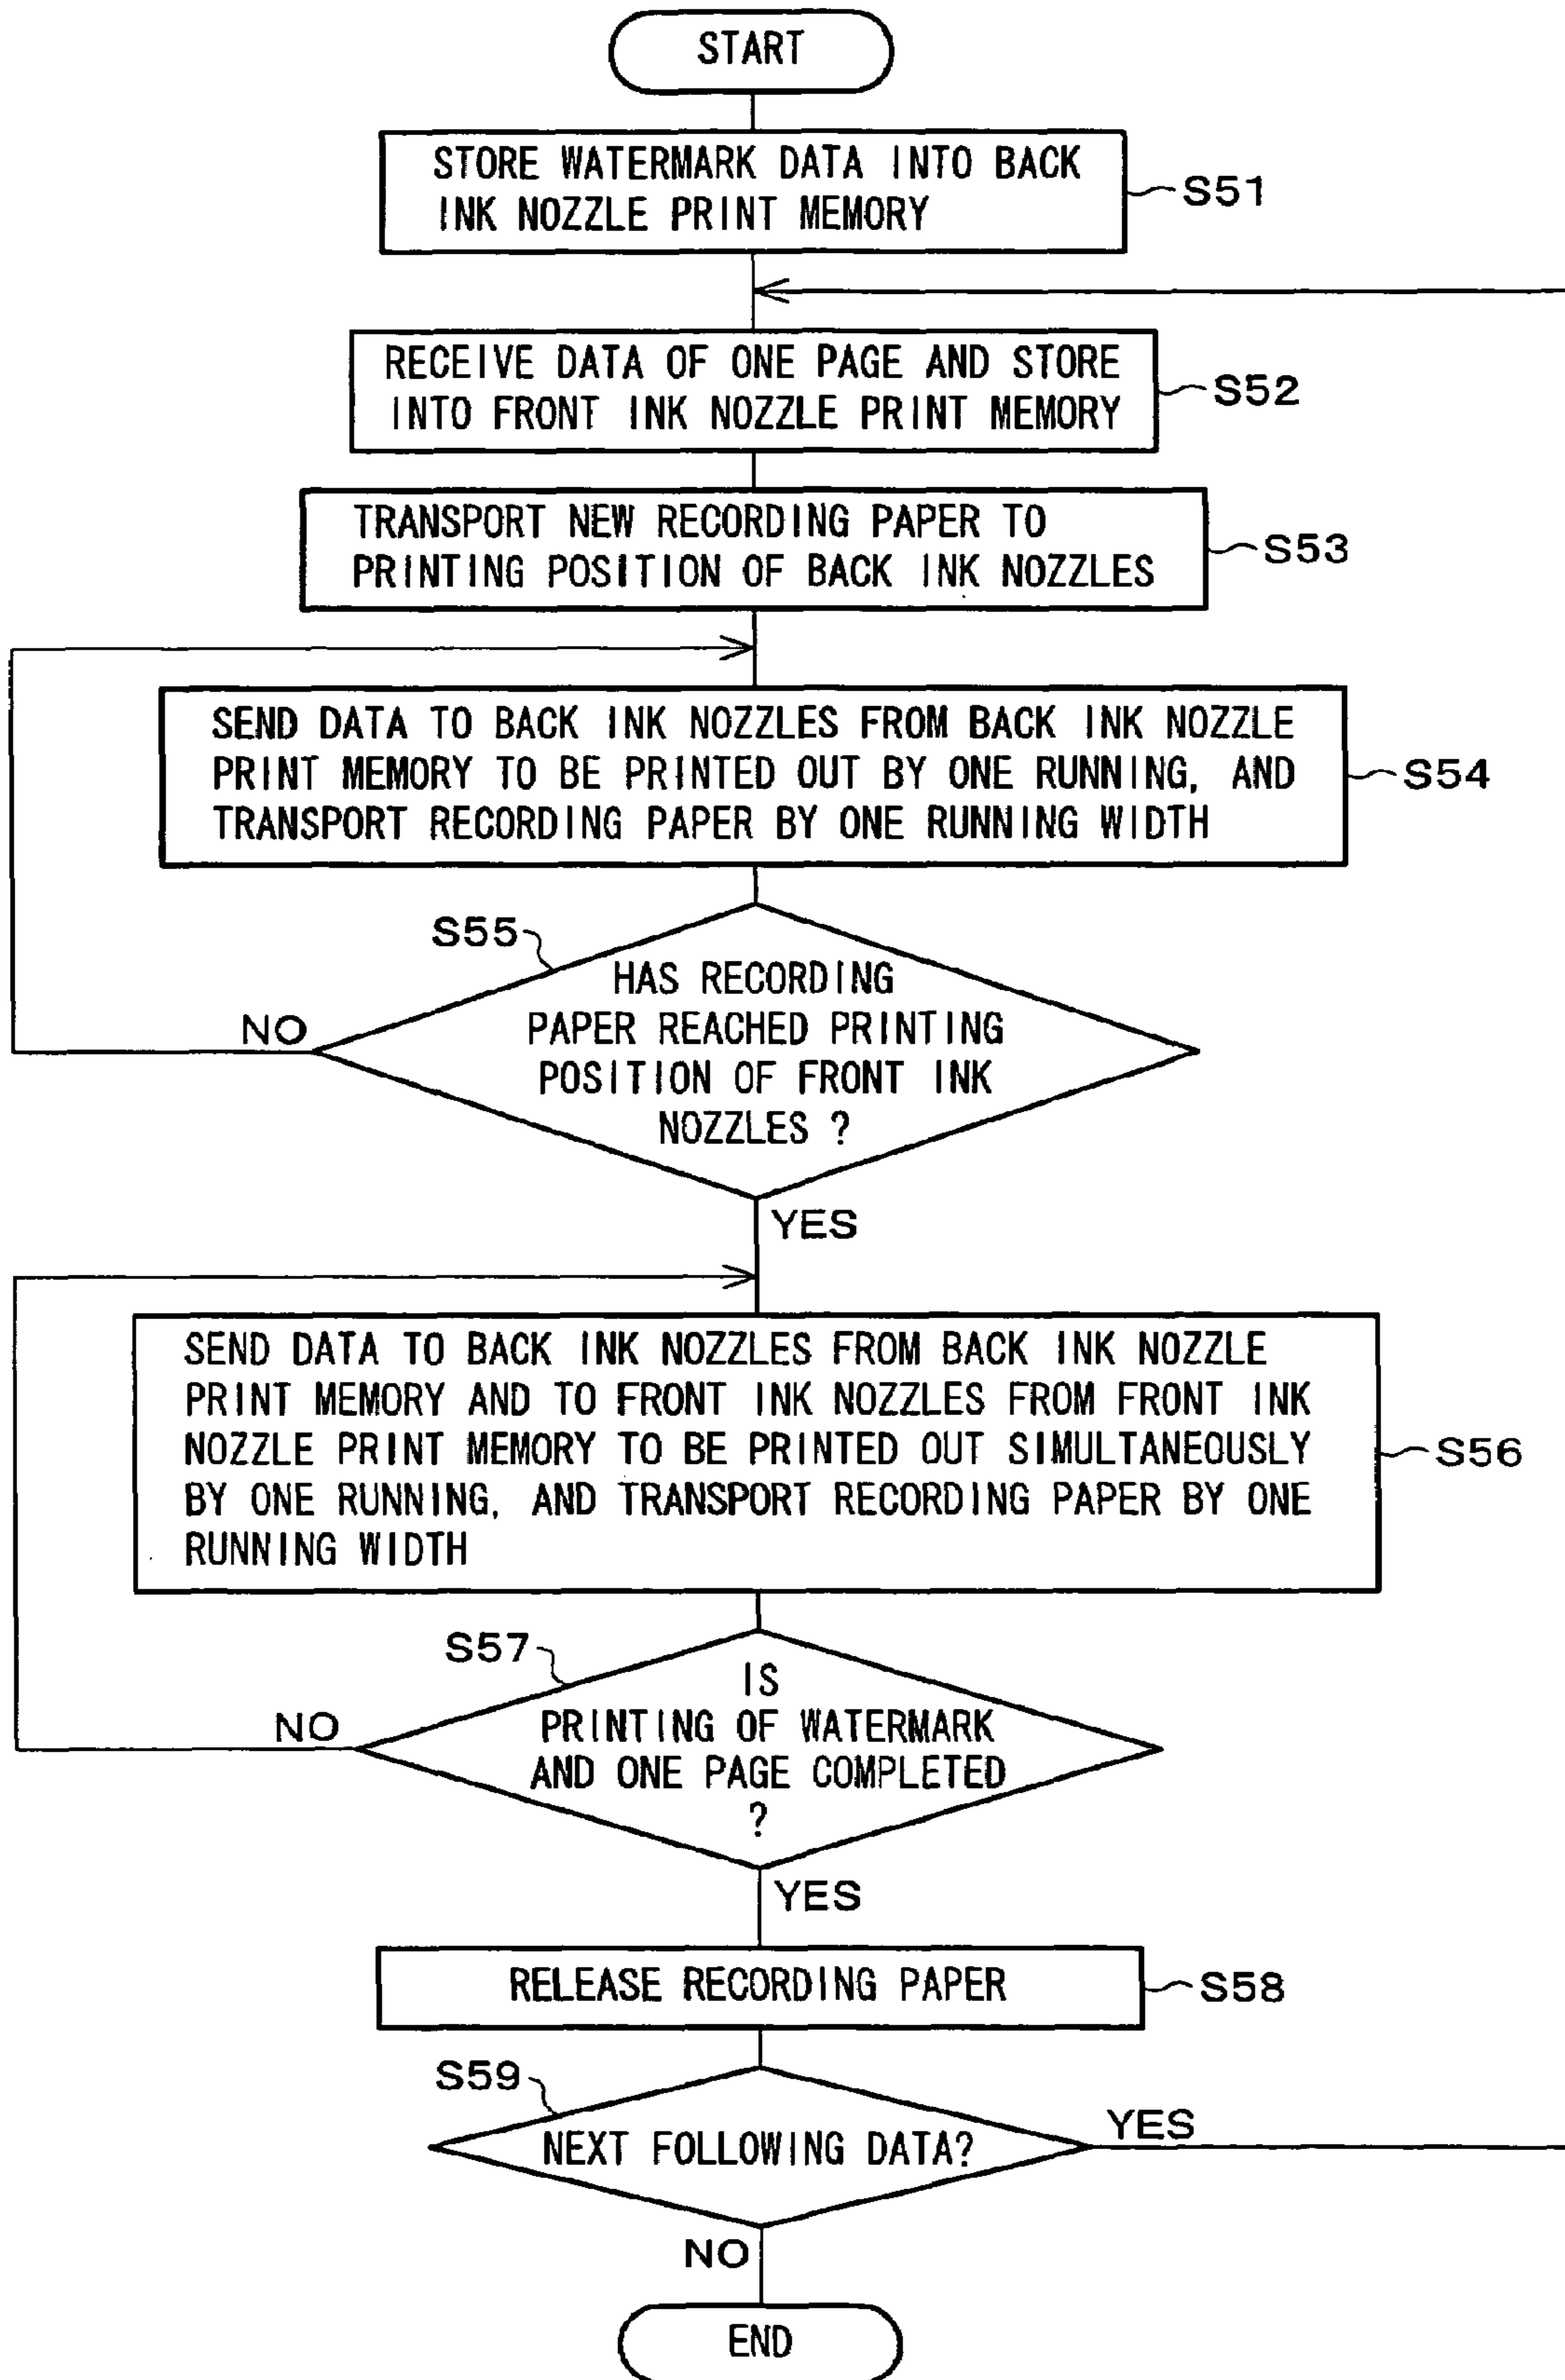 START
STORE WATERMARK DATA INTO BACK
INK NOZZLE PRINT MEMORY
S51
RECEIVE DATA OF ONE PAGE AND STORE
INTO FRONT INK NOZZLE PRINT MEMORY
S52
TRANSPORT NEW RECORDING PAPER TO
PRINTING POSITION OF BACK INK NOZZLES
S53
SEND DATA TO BACK INK NOZZLES FROM BACK INK NOZZLE
PRINT MEMORY TO BE PRINTED OUT BY ONE RUNNING, AND
TRANSPORT RECORDING PAPER BY ONE RUNNING WIDTH
S54
S55
HAS RECORDING
PAPER REACHED PRINTING
POSITION OF FRONT INK
NOZZLES ?
NO
YES
SEND DATA TO BACK INK NOZZLES FROM BACK INK NOZZLE
PRINT MEMORY AND TO FRONT INK NOZZLES FROM FRONT INK
NOZZLE PRINT MEMORY TO BE PRINTED OUT SIMULTANEOUSLY
BY ONE RUNNING, AND TRANSPORT RECORDING PAPER BY ONE
RUNNING WIDTH
S56
S57
IS
PRINTING OF WATERMARK
AND ONE PAGE COMPLETED
?
NO
YES
RELEASE RECORDING PAPER
S58
S59
NEXT FOLLOWING DATA?
YES
NO
END